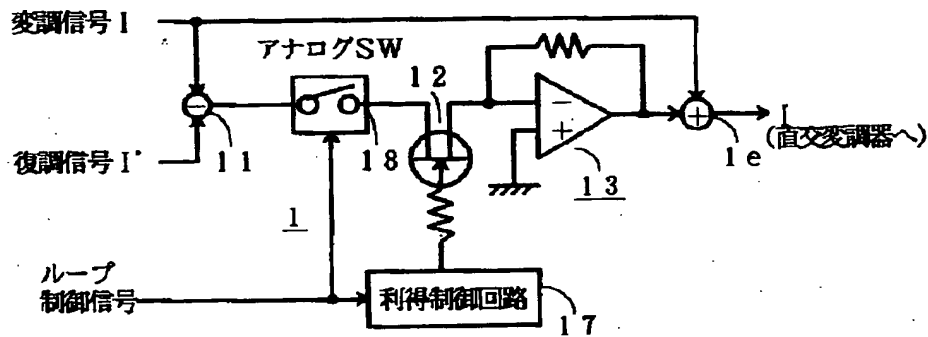 変調信号I
アナログSW
12
−
−
+
+
I
(直交変調器へ)
復調信号I'
11
18
13
1e
1
ループ
制御信号
利得制御回路
17